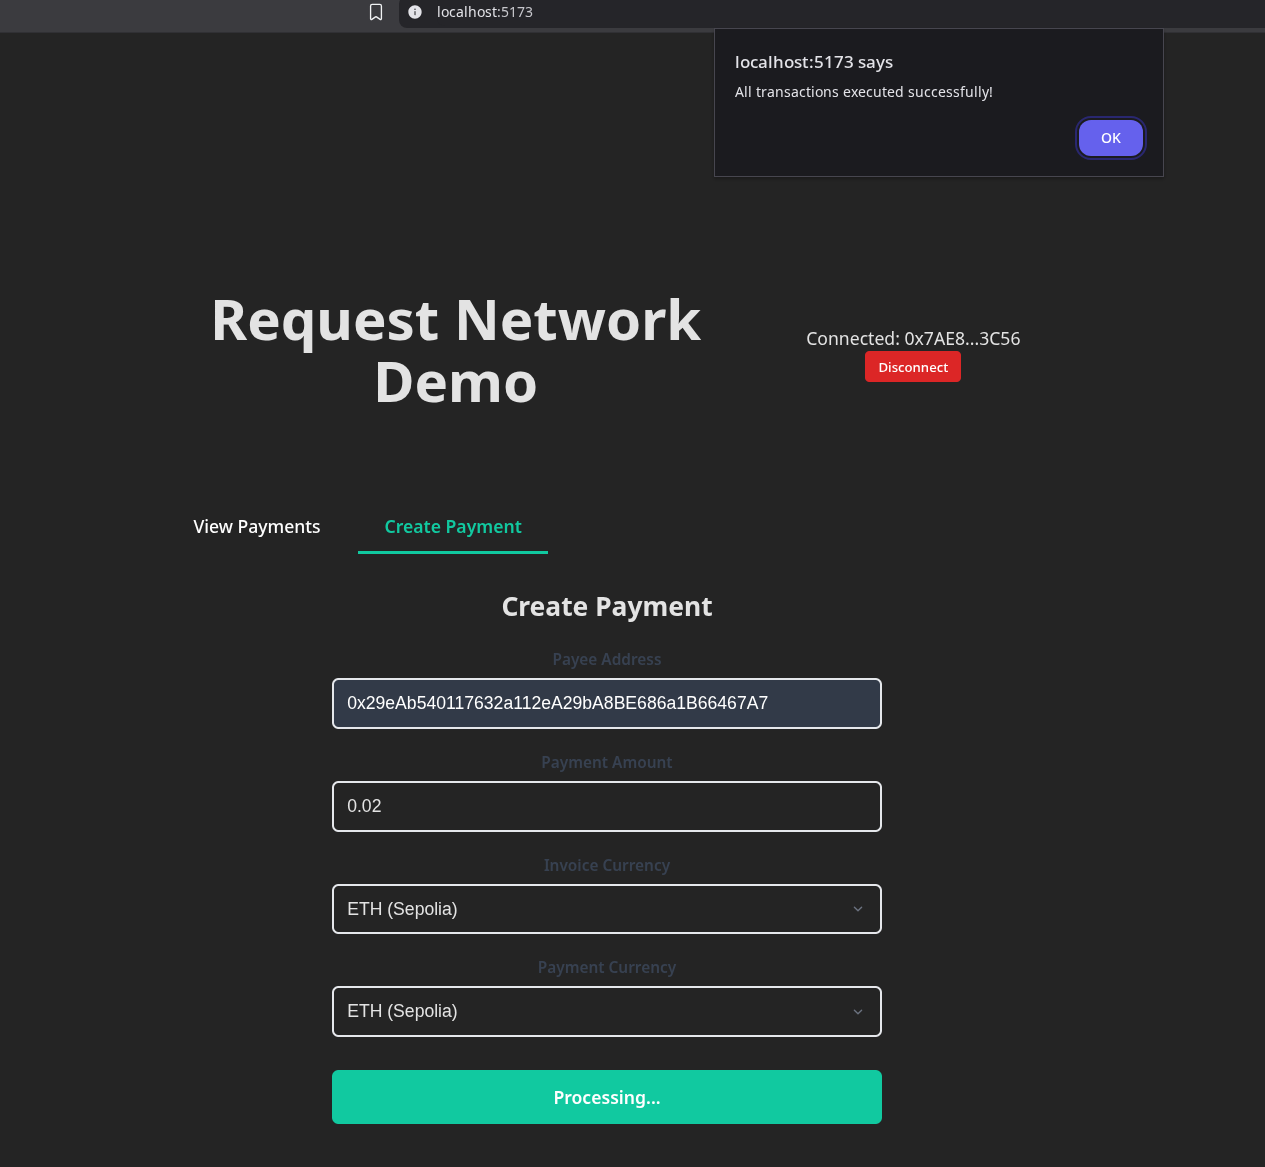 localhost:5173
localhost:5173 says
All transactions executed successfully!
OK
Request Network
Demo
Connected: 0x7AE8...3C56
Disconnect
View Payments
Create Payment
Create Payment
Payee Address
0x29eAb540117632a112eA29bA8BE686a1B66467A7
Payment Amount
0.02
Invoice Currency
ETH (Sepolia)
Payment Currency
ETH (Sepolia)
Processing...